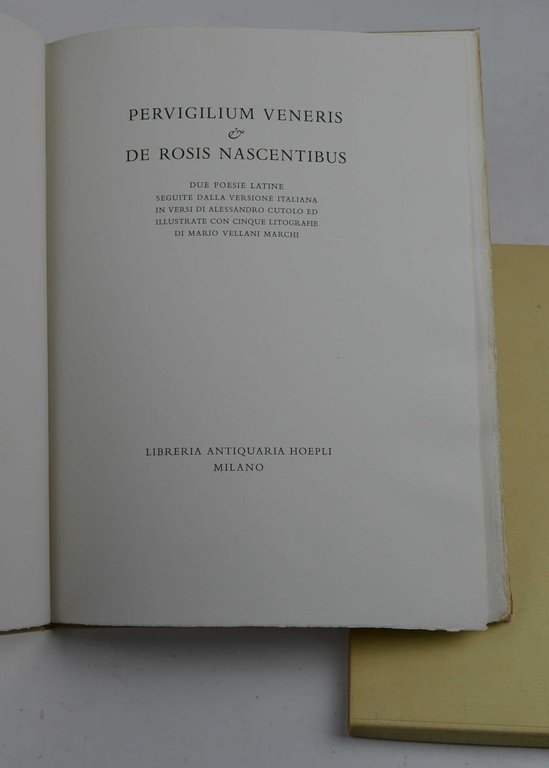 PERVIGILIUM VENERIS
&
DE ROSIS NASCENTIBUS
DUE POESIE LATINE
SEGUITE DALLA VERSIONE ITALIANA
IN VERSI DI ALESSANDRO CUTOLO ED
ILLUSTRATE CON CINQUE LITOGRAFIE
DI MARIO VELLANI MARCHI
LIBRERIA ANTIQUARIA HOEPLI
MILANO